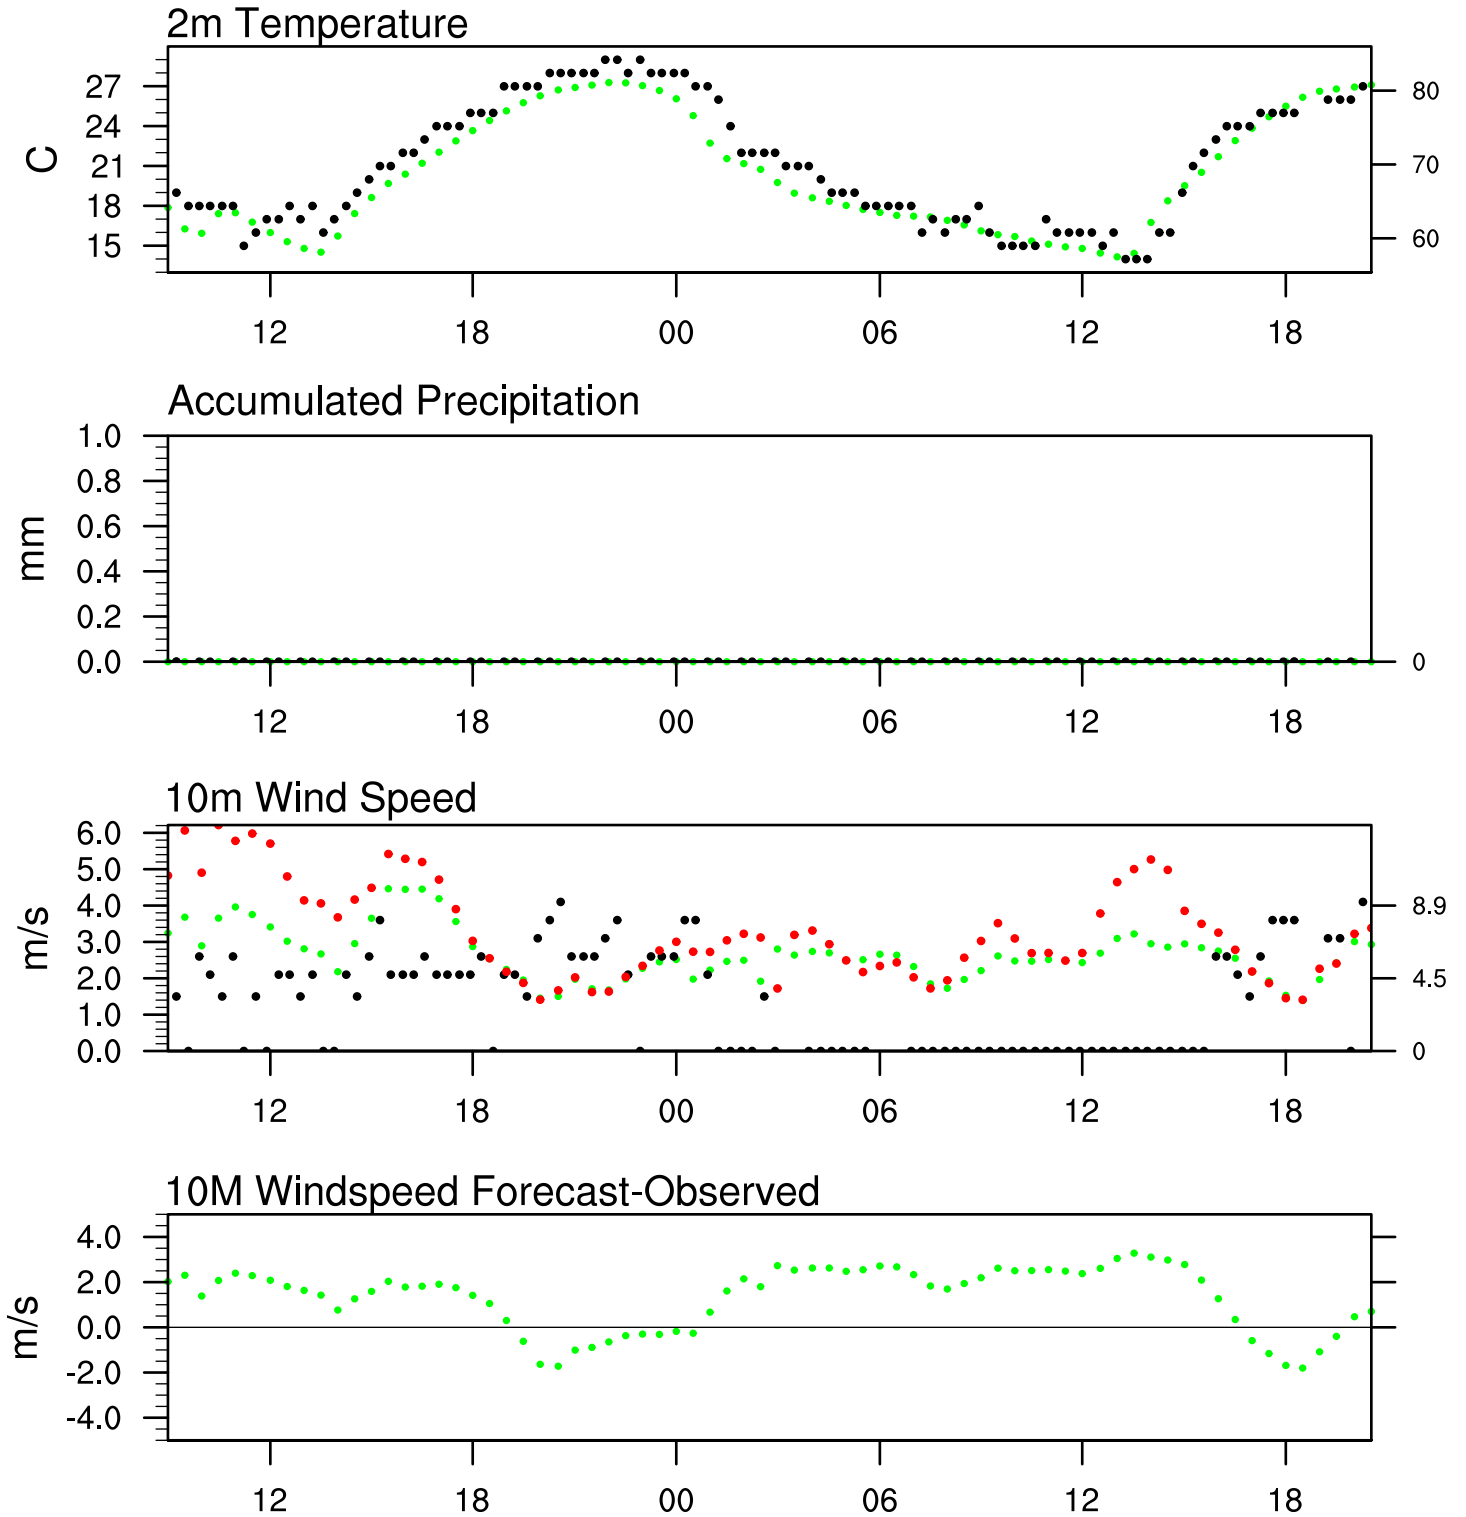 2m Temperature
C
27
24
21
18
15
80
70
60
12 18 00 06 12 18
Accumulated Precipitation
mm
1.0
0.8
0.6
0.4
0.2
0.0
0
12 18 00 06 12 18
10m Wind Speed
m/s
6.0
5.0
4.0
3.0
2.0
1.0
0.0
8.9
4.5
0
12 18 00 06 12 18
10M Windspeed Forecast-Observed
m/s
4.0
2.0
0.0
-2.0
-4.0
12 18 00 06 12 18